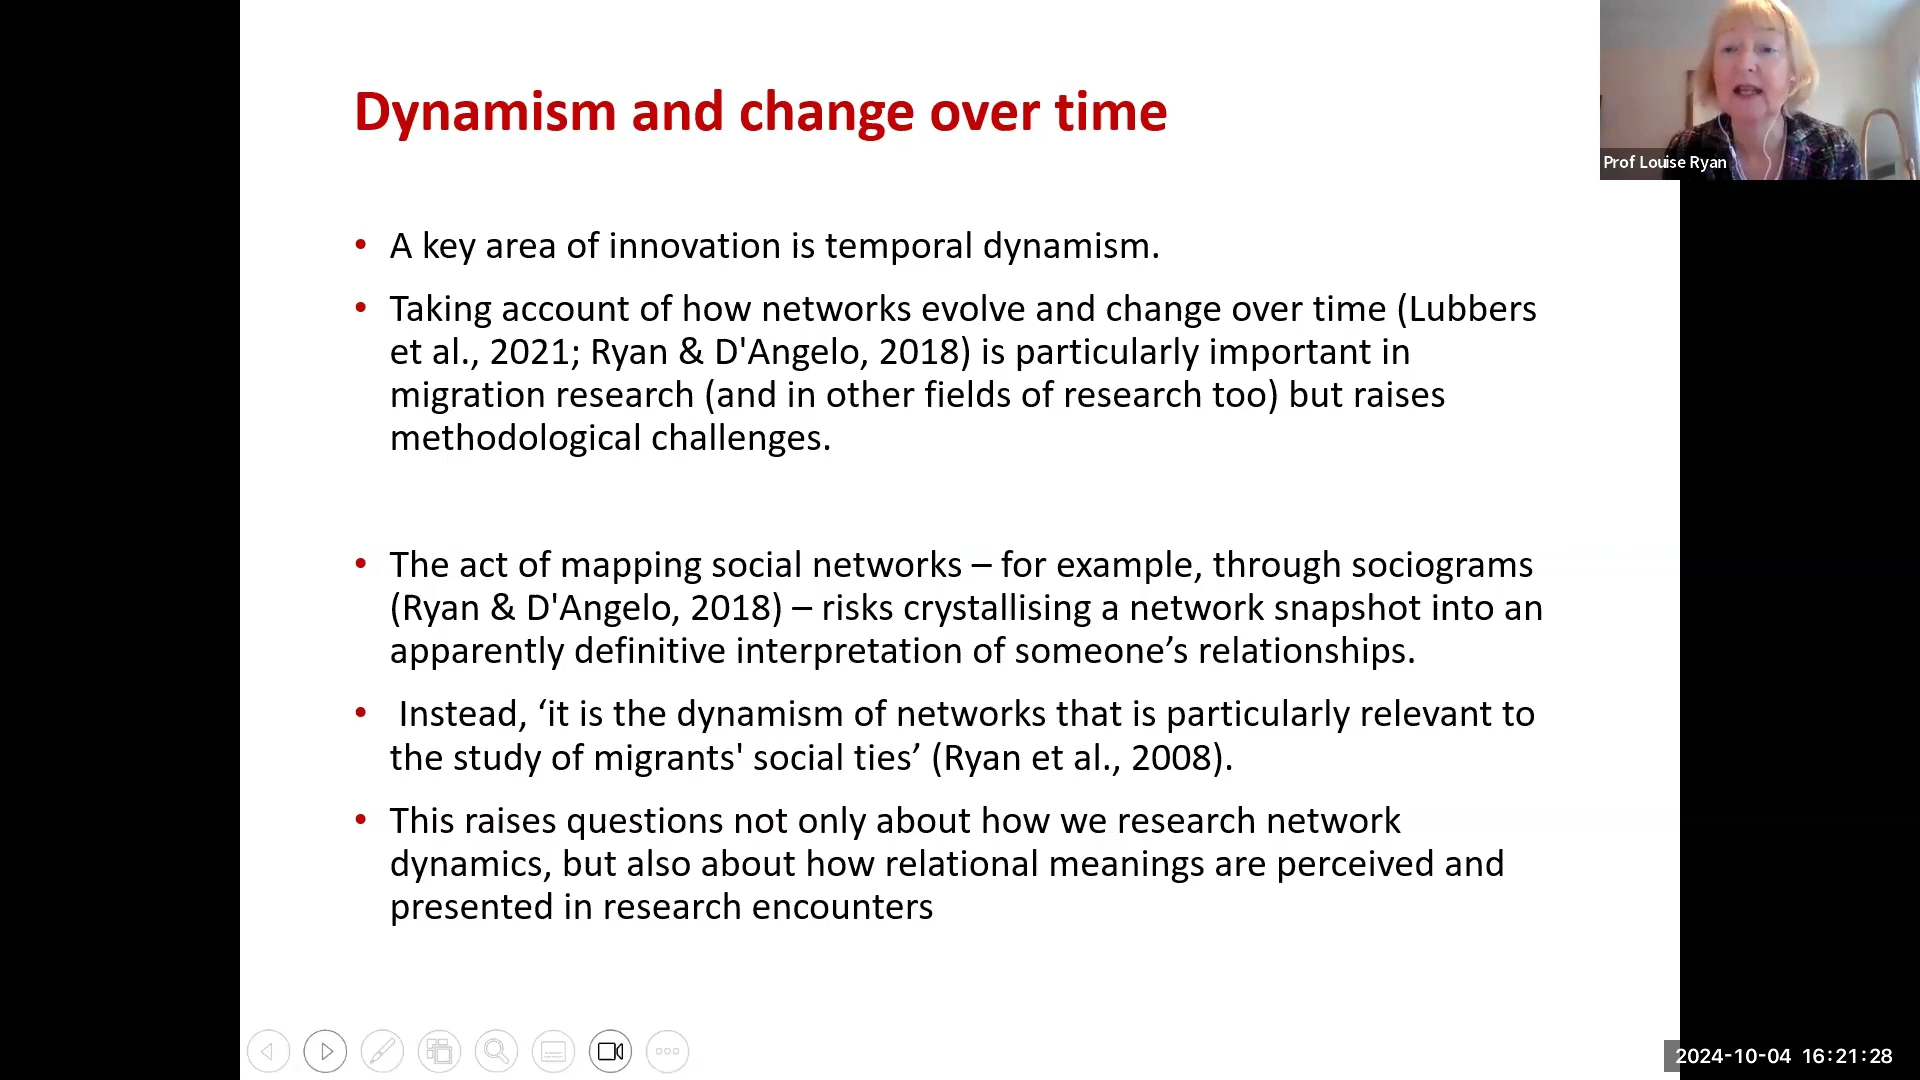 Dynamism and change over time
Prof Louise Ryan
• A key area of innovation is temporal dynamism.
• Taking account of how networks evolve and change over time (Lubbers
et al., 2021; Ryan & D'Angelo, 2018) is particularly important in
migration research (and in other fields of research too) but raises
methodological challenges.
• The act of mapping social networks – for example, through sociograms
(Ryan & D'Angelo, 2018) – risks crystallising a network snapshot into an
apparently definitive interpretation of someone’s relationships.
• Instead, ‘it is the dynamism of networks that is particularly relevant to
the study of migrants' social ties’ (Ryan et al., 2008).
• This raises questions not only about how we research network
dynamics, but also about how relational meanings are perceived and
presented in research encounters
2024-10-04 16:21:28